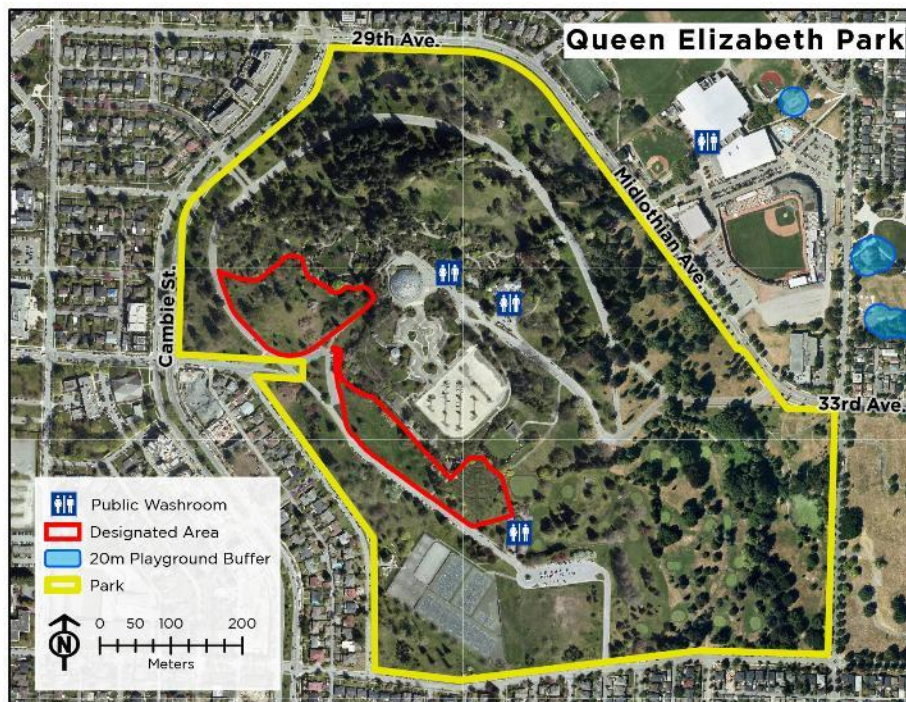 29th Ave.
Queen Elizabeth Park
Midlothian Ave.
Cambie St.
33rd Ave.
Public Washroom
Designated Area
20m Playground Buffer
Park
N
0 50 100 200
Meters